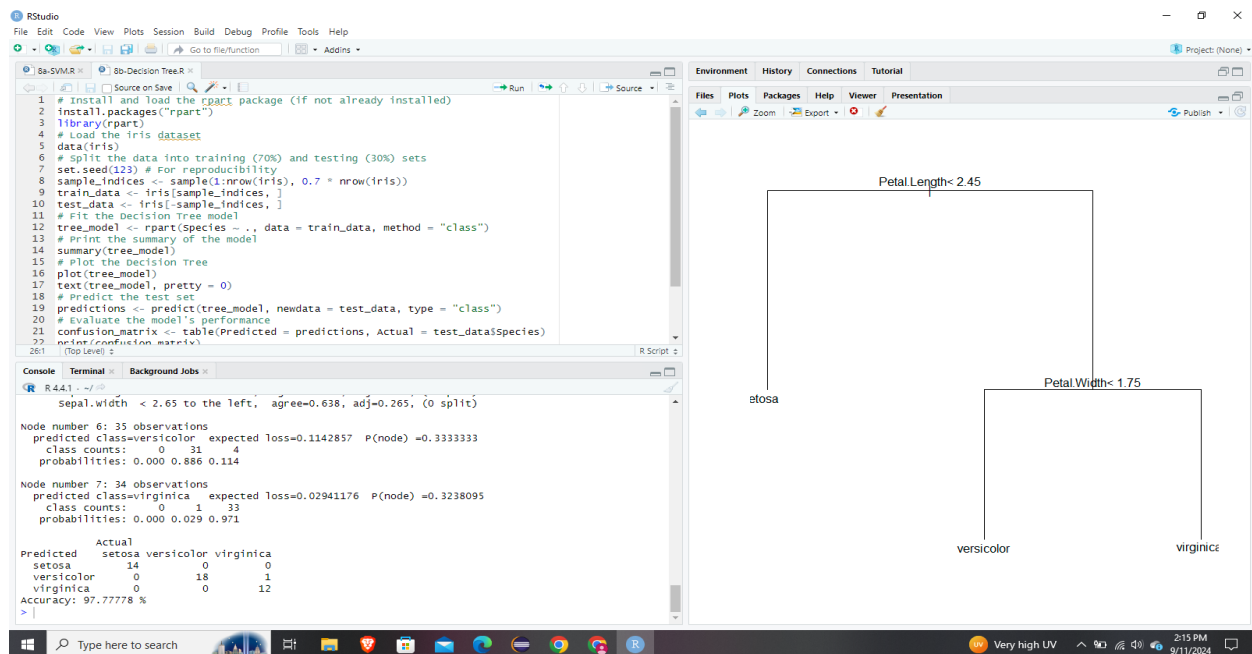 RStudio
File Edit Code View Plots Session Build Debug Profile Tools Help
Go to file/function
Addins
Project: (None)
8a-SVM.R
8b-Decision Tree.R
Source on Save
Run
Source
1 # Install and load the rpart package (if not already installed)
2 install.packages("rpart")
3 library(rpart)
4 # Load the iris dataset
5 data(iris)
6 # Split the data into training (70%) and testing (30%) sets
7 set.seed(123) # For reproducibility
8 sample_indices <- sample(1:nrow(iris), 0.7 * nrow(iris))
9 train_data <- iris[sample_indices, ]
10 test_data <- iris[-sample_indices, ]
11 # Fit the Decision Tree model
12 tree_model <- rpart(Species ~ ., data = train_data, method = "class")
13 # Print the summary of the model
14 summary(tree_model)
15 # Plot the Decision Tree
16 plot(tree_model)
17 text(tree_model, pretty = 0)
18 # Predict the test set
19 predictions <- predict(tree_model, newdata = test_data, type = "class")
20 # Evaluate the model's performance
21 confusion_matrix <- table(Predicted = predictions, Actual = test_data$Species)
22 print(confusion_matrix)
26:1 (Top Level) R Script
Console Terminal Background Jobs
R 4.4.1 · ~/
Sepal.Width < 2.65 to the left, agree=0.638, adj=0.265, (0 split)
Node number 6: 35 observations
predicted class=versicolor expected loss=0.1142857 P(node) =0.3333333
class counts: 0 31 4
probabilities: 0.000 0.886 0.114
Node number 7: 34 observations
predicted class=virginica expected loss=0.02941176 P(node) =0.3238095
class counts: 0 1 33
probabilities: 0.000 0.029 0.971
Actual
Predicted setosa versicolor virginica
setosa 14 0 0
versicolor 0 18 1
virginica 0 0 12
Accuracy: 97.77778 %
>
Environment History Connections Tutorial
Files Plots Packages Help Viewer Presentation
Zoom Export Publish
Petal.Length< 2.45
etosa
Petal.Width< 1.75
versicolor
virginica
Type here to search
Very high UV
2:15 PM
9/11/2024